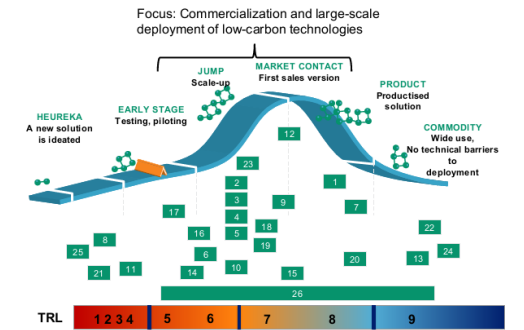 Focus: Commercialization and large-scale
deployment of low-carbon technologies
JUMP
Scale-up
MARKET CONTACT
First sales version
PRODUCT
Productised
solution
EARLY STAGE
Testing, piloting
HEUREKA
A new solution
is ideated
COMMODITY
Wide use,
No technical barriers
to
deployment
12
23
2
1
3
9
7
17
4
18
22
16
5
8
19
25
6
24
13
20
11
10
21
14
15
26
TRL
1 2 3 4
5
6
7
8
9